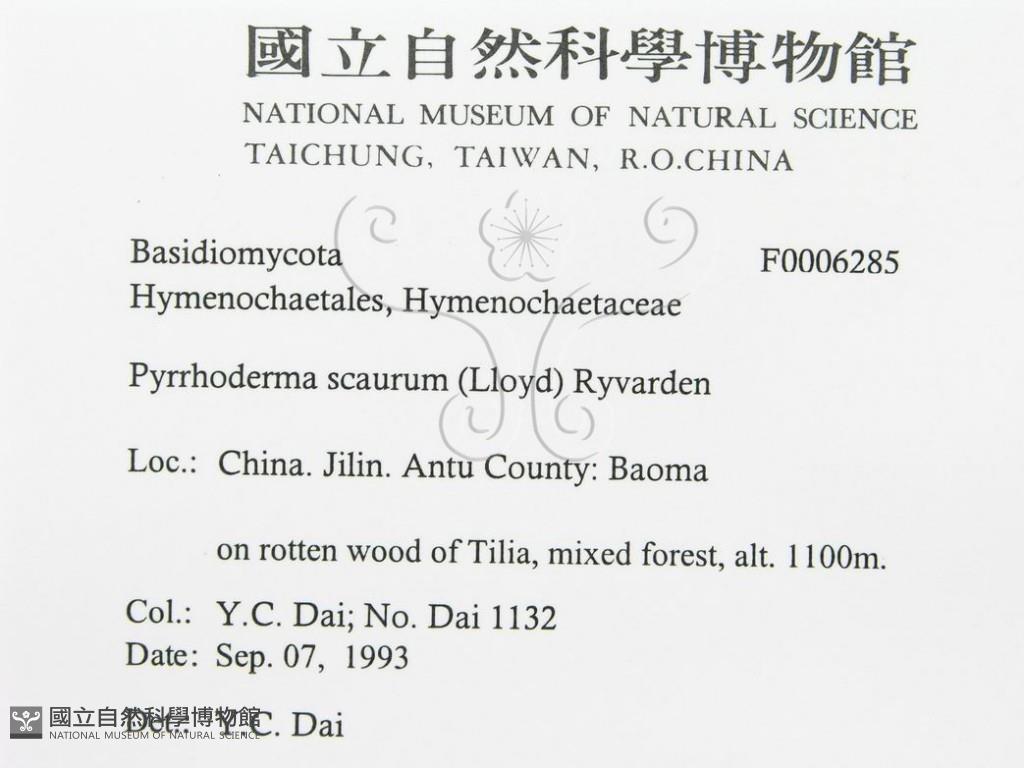 國立自然科學博物館
NATIONAL MUSEUM OF NATURAL SCIENCE
TAICHUNG, TAIWAN, R.O.CHINA
Basidiomycota F0006285
Hymenochaetales, Hymenochaetaceae
Pyrrhoderma scaurum (Lloyd) Ryvarden
Loc.: China. Jilin. Antu County: Baoma
on rotten wood of Tilia, mixed forest, alt. 1100m.
Col.: Y.C. Dai; No. Dai 1132
Date: Sep. 07, 1993
Det.: Y.C. Dai
國立自然科學博物館
NATIONAL MUSEUM OF NATURAL SCIENCE